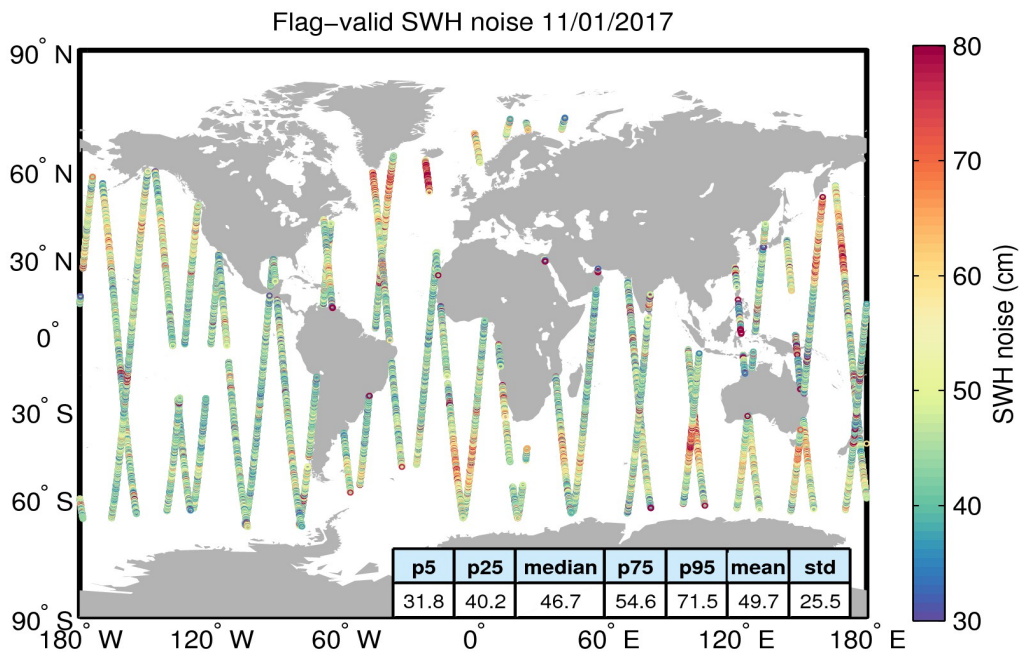 Flag−valid SWH noise 11/01/2017
90° N
60° N
30° N
0°
30° S
60° S
90° S
180° W
120° W
60° W
0°
60° E
120° E
180° E
p5 p25 median p75 p95 mean std
31.8 40.2 46.7 54.6 71.5 49.7 25.5
80
70
60
50
40
30
SWH noise (cm)